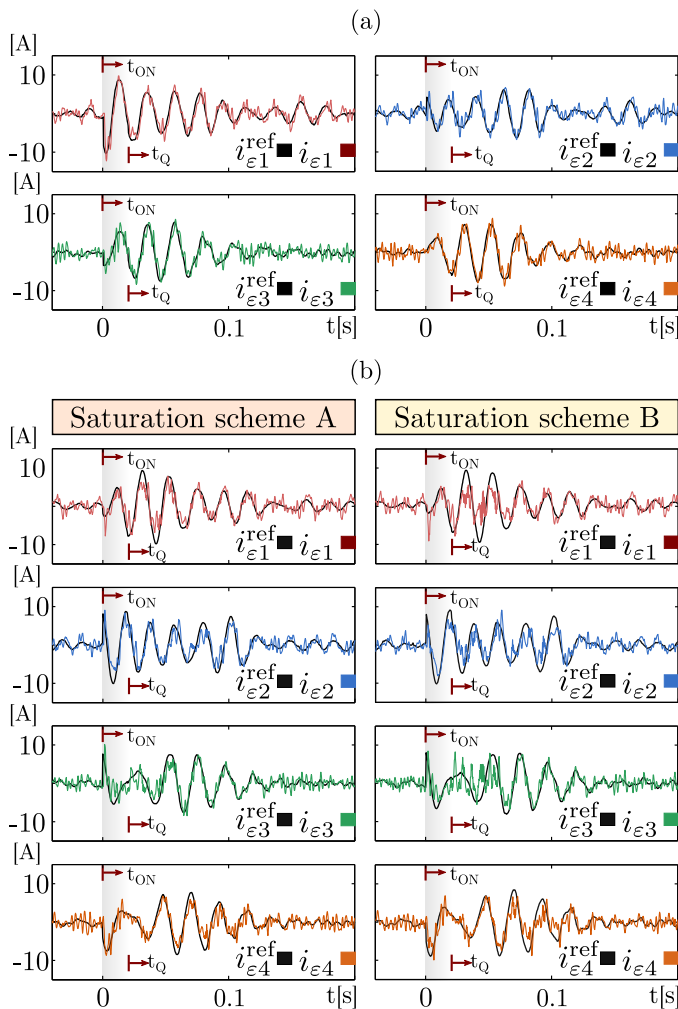 (a)
[A]
10
-10
t_ON
t_Q
i_ε1^ref ■ i_ε1 ■
t_ON
t_Q
i_ε2^ref ■ i_ε2 ■
[A]
10
-10
t_ON
t_Q
i_ε3^ref ■ i_ε3 ■
t_ON
t_Q
i_ε4^ref ■ i_ε4 ■
0 0.1 t[s]
0 0.1 t[s]
(b)
Saturation scheme A Saturation scheme B
[A]
10
-10
t_ON
t_Q
i_ε1^ref ■ i_ε1 ■
t_ON
t_Q
i_ε1^ref ■ i_ε1 ■
[A]
10
-10
t_ON
t_Q
i_ε2^ref ■ i_ε2 ■
t_ON
t_Q
i_ε2^ref ■ i_ε2 ■
[A]
10
-10
t_ON
t_Q
i_ε3^ref ■ i_ε3 ■
t_ON
t_Q
i_ε3^ref ■ i_ε3 ■
[A]
10
-10
t_ON
t_Q
i_ε4^ref ■ i_ε4 ■
t_ON
t_Q
i_ε4^ref ■ i_ε4 ■
0 0.1 t[s]
0 0.1 t[s]